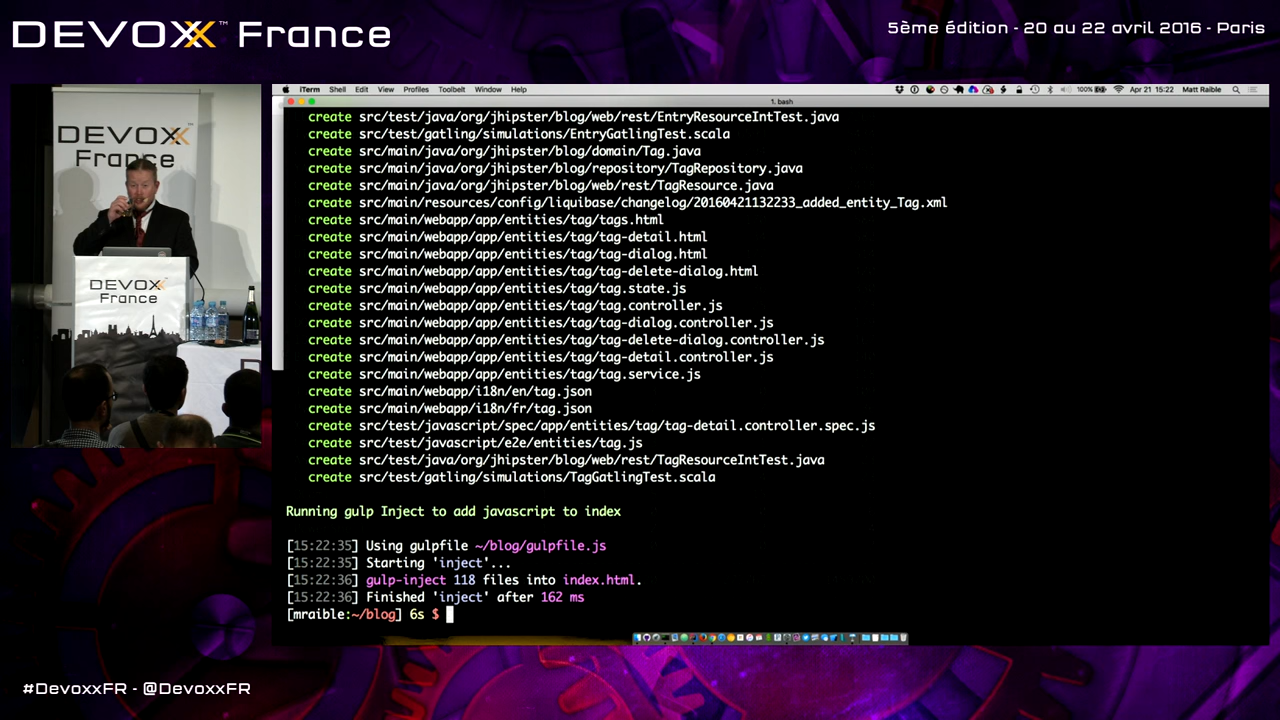 DEVOXX™ France
5ème édition - 20 au 22 avril 2016 - Paris
DEVOXX
France
DEVOXX
France
iTerm Shell Edit View Profiles Toolbelt Window Help
100% Apr 21 15:22 Matt Raible
1. bash
create src/test/java/org/jhipster/blog/web/rest/EntryResourceIntTest.java
create src/test/gatling/simulations/EntryGatlingTest.scala
create src/main/java/org/jhipster/blog/domain/Tag.java
create src/main/java/org/jhipster/blog/repository/TagRepository.java
create src/main/java/org/jhipster/blog/web/rest/TagResource.java
create src/main/resources/config/liquibase/changelog/20160421132233_added_entity_Tag.xml
create src/main/webapp/app/entities/tag/tags.html
create src/main/webapp/app/entities/tag/tag-detail.html
create src/main/webapp/app/entities/tag/tag-dialog.html
create src/main/webapp/app/entities/tag/tag-delete-dialog.html
create src/main/webapp/app/entities/tag/tag.state.js
create src/main/webapp/app/entities/tag/tag.controller.js
create src/main/webapp/app/entities/tag/tag-dialog.controller.js
create src/main/webapp/app/entities/tag/tag-delete-dialog.controller.js
create src/main/webapp/app/entities/tag/tag-detail.controller.js
create src/main/webapp/app/entities/tag/tag.service.js
create src/main/webapp/i18n/en/tag.json
create src/main/webapp/i18n/fr/tag.json
create src/test/javascript/spec/app/entities/tag/tag-detail.controller.spec.js
create src/test/javascript/e2e/entities/tag.js
create src/test/java/org/jhipster/blog/web/rest/TagResourceIntTest.java
create src/test/gatling/simulations/TagGatlingTest.scala
Running gulp Inject to add javascript to index
[15:22:35] Using gulpfile ~/blog/gulpfile.js
[15:22:35] Starting 'inject'...
[15:22:36] gulp-inject 118 files into index.html.
[15:22:36] Finished 'inject' after 162 ms
[mraible:~/blog] 6s $
#DevoxxFR - @DevoxxFR